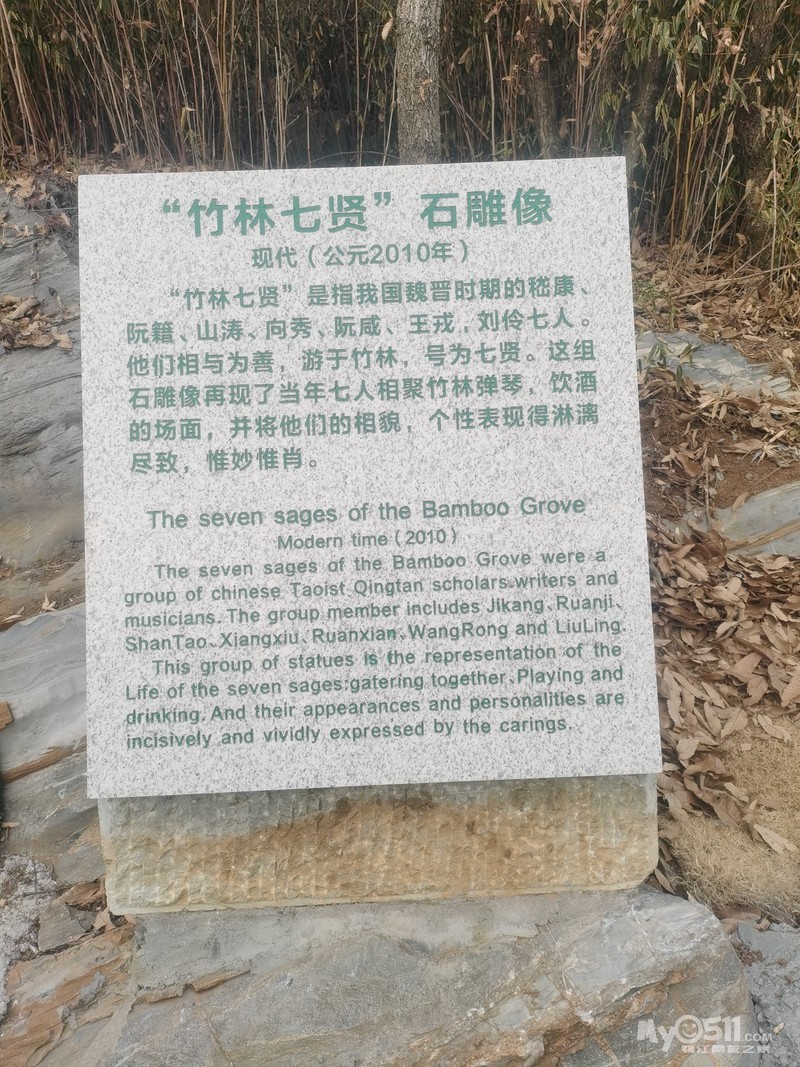 “竹林七贤”石雕像
现代（公元2010年）
“竹林七贤”是指我国魏晋时期的嵇康、
阮籍、山涛、向秀、阮咸、王戎，刘伶七人。
他们相与为善，游于竹林，号为七贤。这组
石雕像再现了当年七人相聚竹林弹琴，饮酒
的场面，并将他们的相貌，个性表现得淋漓
尽致，惟妙惟肖。
The seven sages of the Bamboo Grove
Modern time（2010）
The seven sages of the Bamboo Grove were a
group of chinese Taoist Qingtan scholars.writers and
musicians. The group member includes Jikang、Ruanji、
ShanTao、Xiangxiu、Ruanxian、WangRong and LiuLing.
This group of statues is the representation of the
Life of the seven sages:gatering together、Playing and
drinking. And their appearances and personalities are
incisively and vividly expressed by the carings.
My0511.COM
镇江网友之家